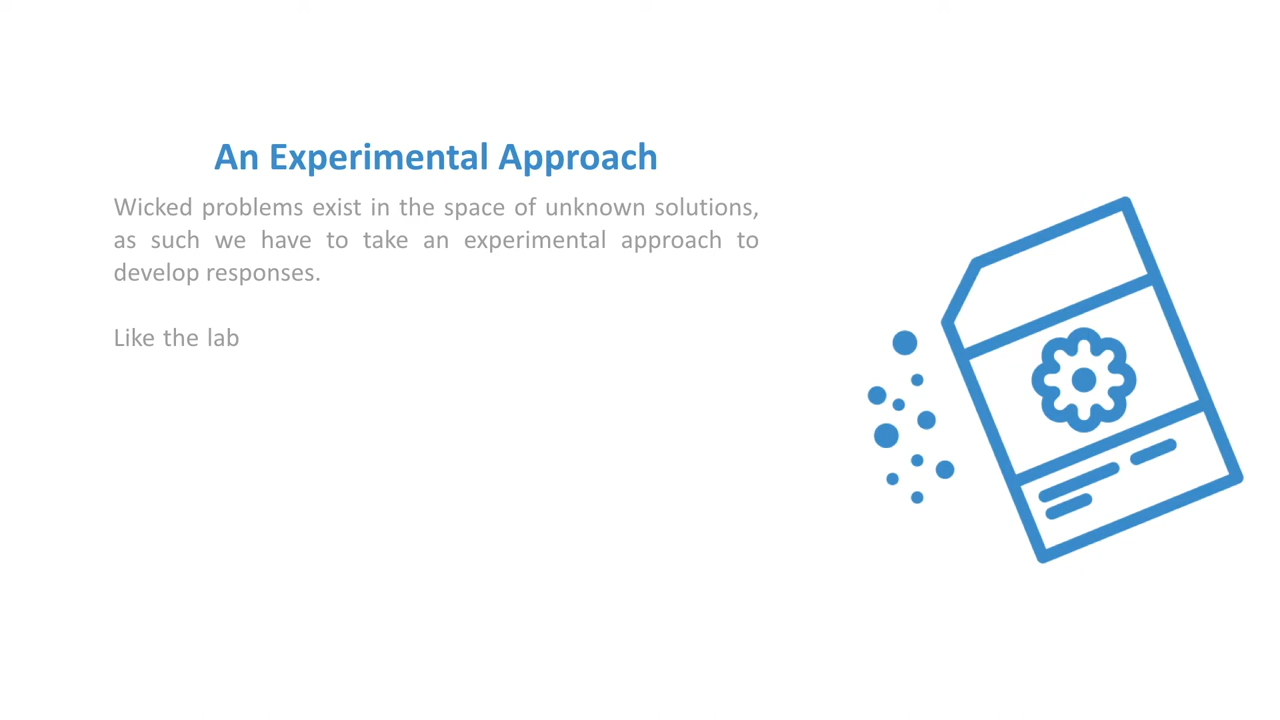 An Experimental Approach
Wicked problems exist in the space of unknown solutions,
as such we have to take an experimental approach to
develop responses.
Like the lab